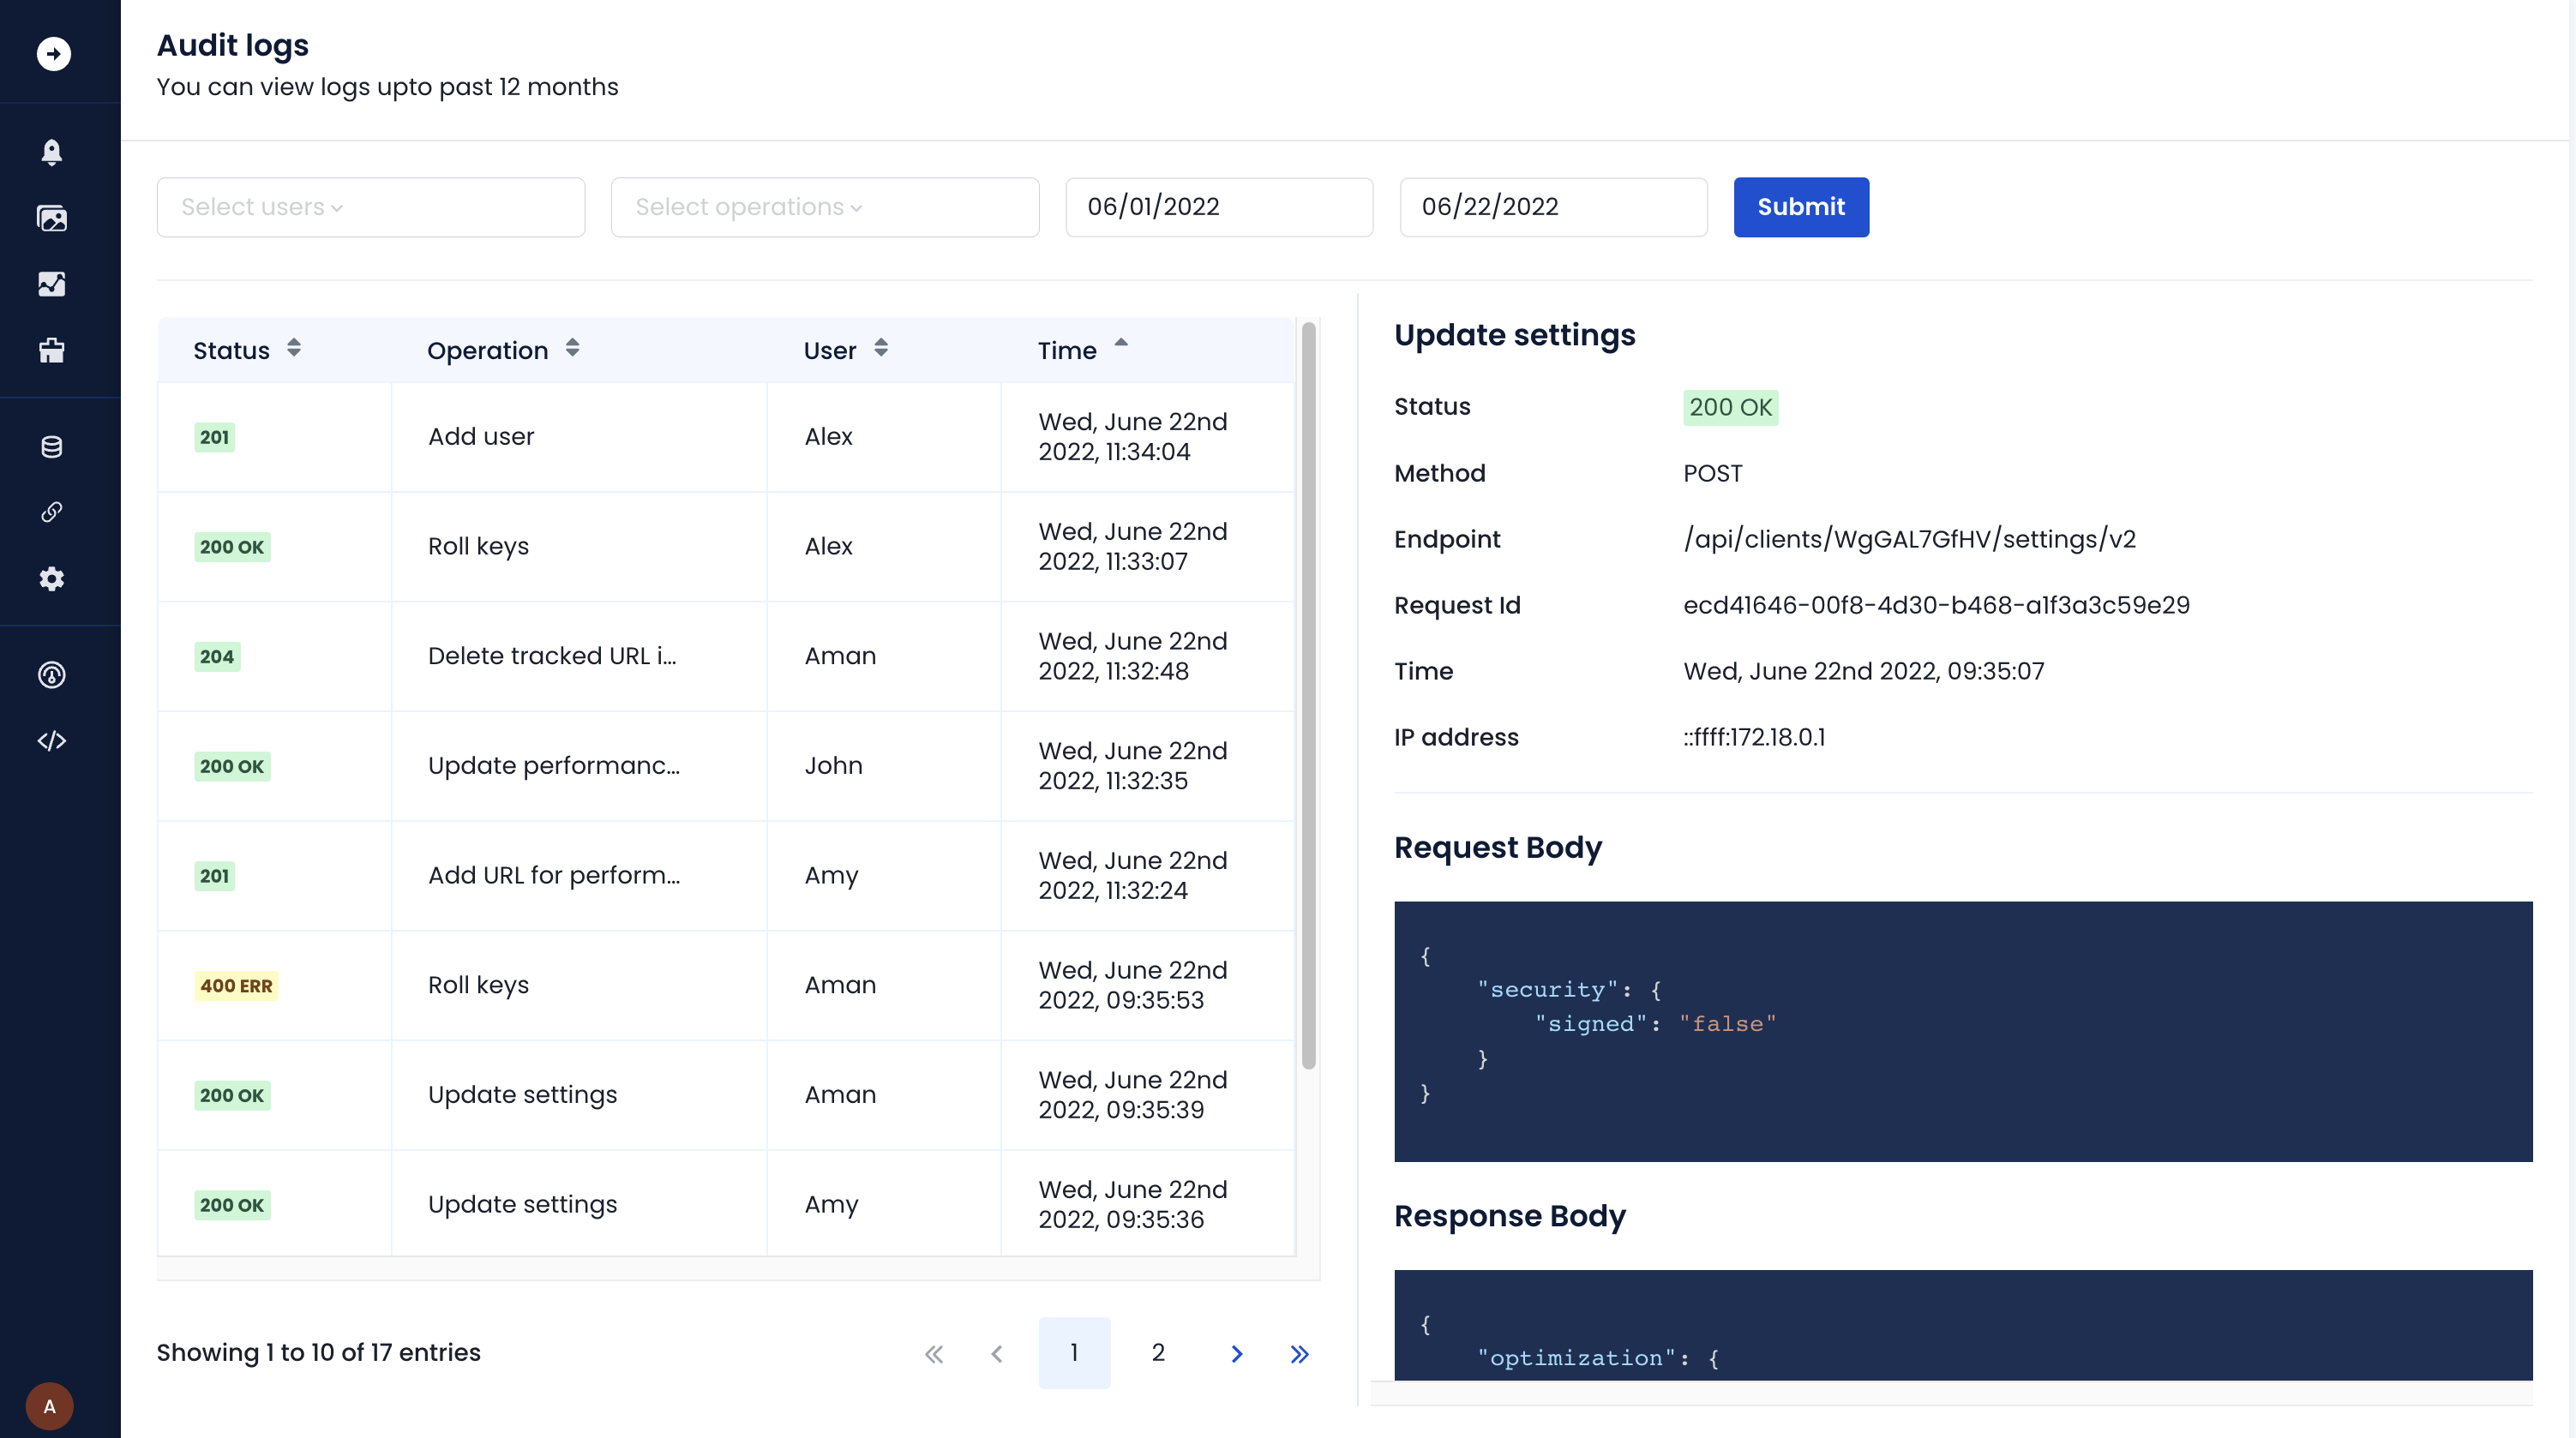 Audit logs
You can view logs upto past 12 months
Select users
Select operations
06/01/2022
06/22/2022
Submit
Status Operation User Time
201 Add user Alex Wed, June 22nd
2022, 11:34:04
200 OK Roll keys Alex Wed, June 22nd
2022, 11:33:07
204 Delete tracked URL i... Aman Wed, June 22nd
2022, 11:32:48
200 OK Update performanc... John Wed, June 22nd
2022, 11:32:35
201 Add URL for perform... Amy Wed, June 22nd
2022, 11:32:24
400 ERR Roll keys Aman Wed, June 22nd
2022, 09:35:53
200 OK Update settings Aman Wed, June 22nd
2022, 09:35:39
200 OK Update settings Amy Wed, June 22nd
2022, 09:35:36
Showing 1 to 10 of 17 entries
1 2
A
Update settings
Status 200 OK
Method POST
Endpoint /api/clients/WgGAL7GfHV/settings/v2
Request Id ecd41646-00f8-4d30-b468-a1f3a3c59e29
Time Wed, June 22nd 2022, 09:35:07
IP address ::ffff:172.18.0.1
Request Body
{
"security": {
"signed": "false"
}
}
Response Body
{
"optimization": {